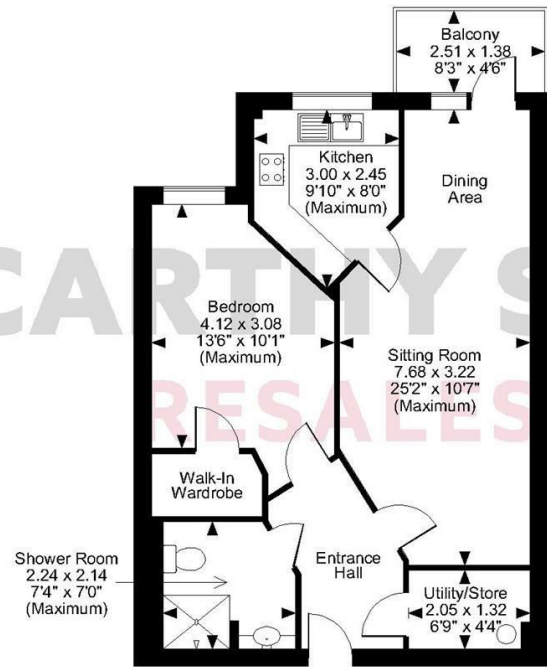 Balcony
2.51 x 1.38
8'3" x 4'6"
Kitchen
3.00 x 2.45
9'10" x 8'0"
(Maximum)
Dining
Area
CARTHY S
RESALES
Bedroom
4.12 x 3.08
13'6" x 10'1"
(Maximum)
Sitting Room
7.68 x 3.22
25'2" x 10'7"
(Maximum)
Walk-In
Wardrobe
Shower Room
2.24 x 2.14
7'4" x 7'0"
(Maximum)
Entrance
Hall
Utility/Store
2.05 x 1.32
6'9" x 4'4"